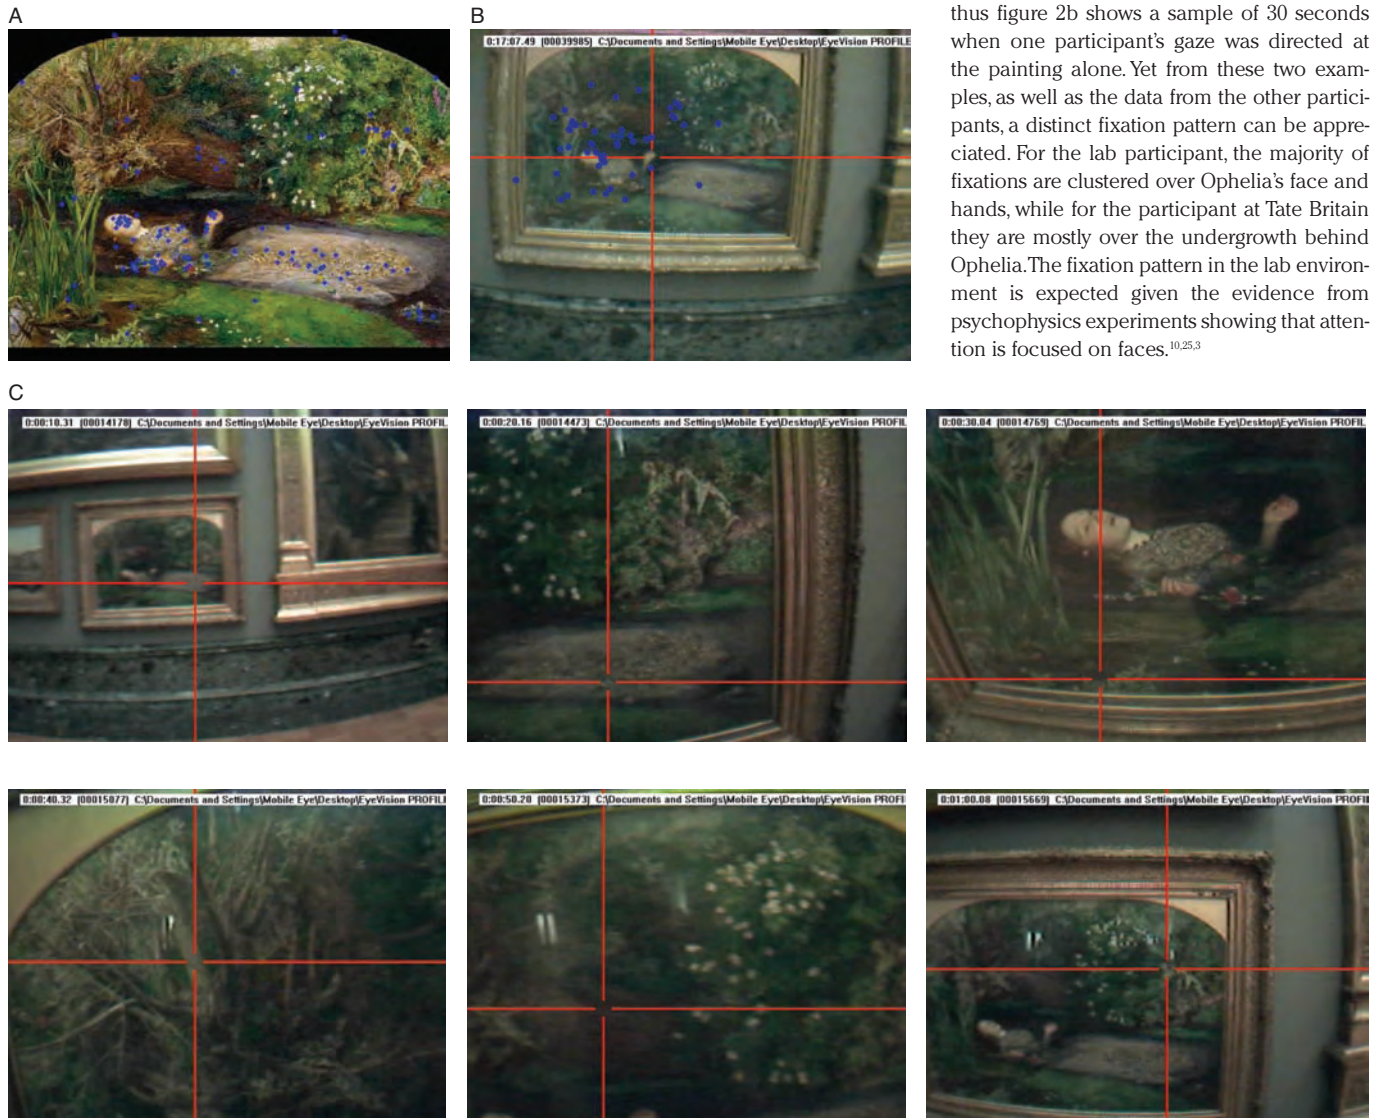 A
B
thus figure 2b shows a sample of 30 seconds
when one participant's gaze was directed at
the painting alone. Yet from these two exam-
ples, as well as the data from the other partici-
pants, a distinct fixation pattern can be appre-
ciated. For the lab participant, the majority of
fixations are clustered over Ophelia's face and
hands, while for the participant at Tate Britain
they are mostly over the undergrowth behind
Ophelia.The fixation pattern in the lab environ-
ment is expected given the evidence from
psychophysics experiments showing that atten-
tion is focused on faces.10,25,3
0:17:07.49 [00039985] C:\Documents and Settings\Mobile Eye\Desktop\EyeVision PROFILE
C
0:00:10.31 [00014178] C:\Documents and Settings\Mobile Eye\Desktop\EyeVision PROFIL
0:00:20.16 [00014473] C:\Documents and Settings\Mobile Eye\Desktop\EyeVision PROFIL
0:00:30.04 [00014769] C:\Documents and Settings\Mobile Eye\Desktop\EyeVision PROFIL
0:00:40.32 [00015077] C:\Documents and Settings\Mobile Eye\Desktop\EyeVision PROFIL
0:00:50.20 [00015373] C:\Documents and Settings\Mobile Eye\Desktop\EyeVision PROFI
0:01:00.08 [00015669] C:\Documents and Settings\Mobile Eye\Desktop\EyeVision PROFI